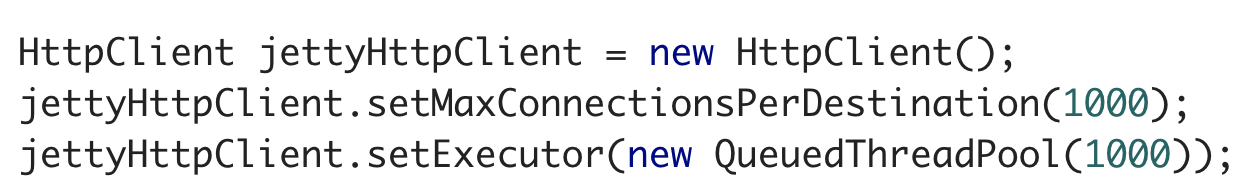 HttpClient jettyHttpClient = new HttpClient();
jettyHttpClient.setMaxConnectionsPerDestination(1000);
jettyHttpClient.setExecutor(new QueuedThreadPool(1000));